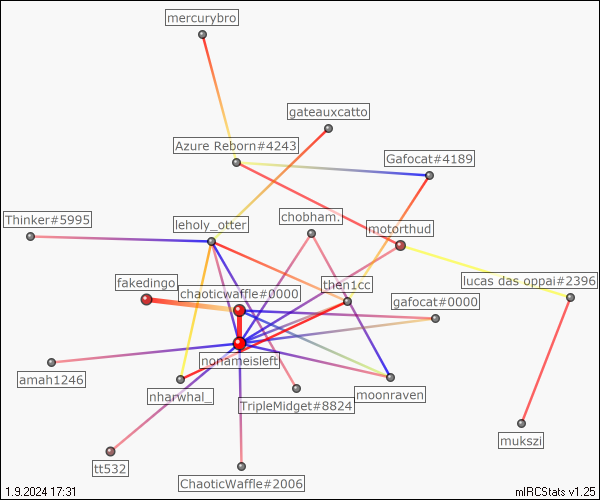 mercurybro
gateauxcatto
Azure Reborn#4243
Gafocat#4189
Thinker#5995
leholy_otter
chobham.
motorthud
fakedingo
then1cc
lucas das oppai#2396
chaoticwaffle#0000
gafocat#0000
nonameisleft
amah1246
nharwhal_
TripleMidget#8824
moonraven
mukszi
tt532
ChaoticWaffle#2006
1.9.2024 17:31
mIRCStats v1.25